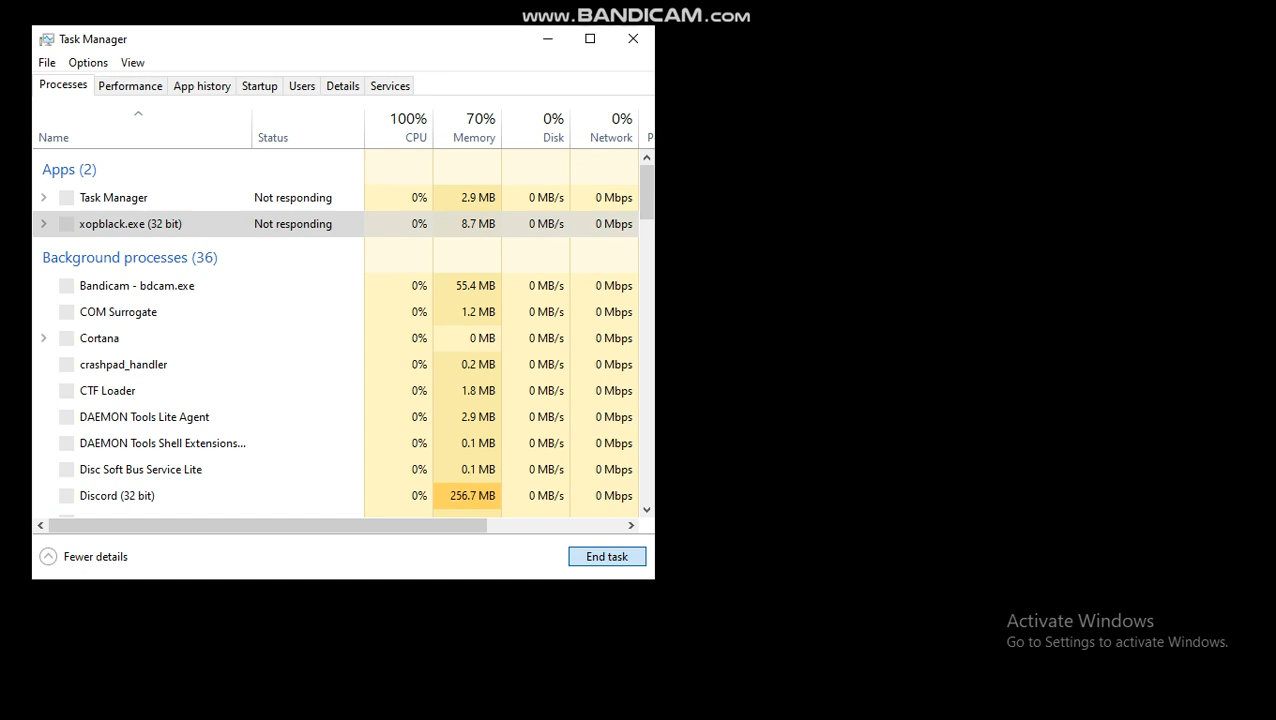 www.BANDICAM.com
Task Manager
File Options View
Processes Performance App history Startup Users Details Services
100% 70% 0% 0%
Name Status CPU Memory Disk Network P
Apps (2)
Task Manager Not responding 0% 2.9 MB 0 MB/s 0 Mbps
xopblack.exe (32 bit) Not responding 0% 8.7 MB 0 MB/s 0 Mbps
Background processes (36)
Bandicam - bdcam.exe 0% 55.4 MB 0 MB/s 0 Mbps
COM Surrogate 0% 1.2 MB 0 MB/s 0 Mbps
Cortana 0% 0 MB 0 MB/s 0 Mbps
crashpad_handler 0% 0.2 MB 0 MB/s 0 Mbps
CTF Loader 0% 1.8 MB 0 MB/s 0 Mbps
DAEMON Tools Lite Agent 0% 2.9 MB 0 MB/s 0 Mbps
DAEMON Tools Shell Extensions... 0% 0.1 MB 0 MB/s 0 Mbps
Disc Soft Bus Service Lite 0% 0.1 MB 0 MB/s 0 Mbps
Discord (32 bit) 0% 256.7 MB 0 MB/s 0 Mbps
Fewer details End task
Activate Windows
Go to Settings to activate Windows.